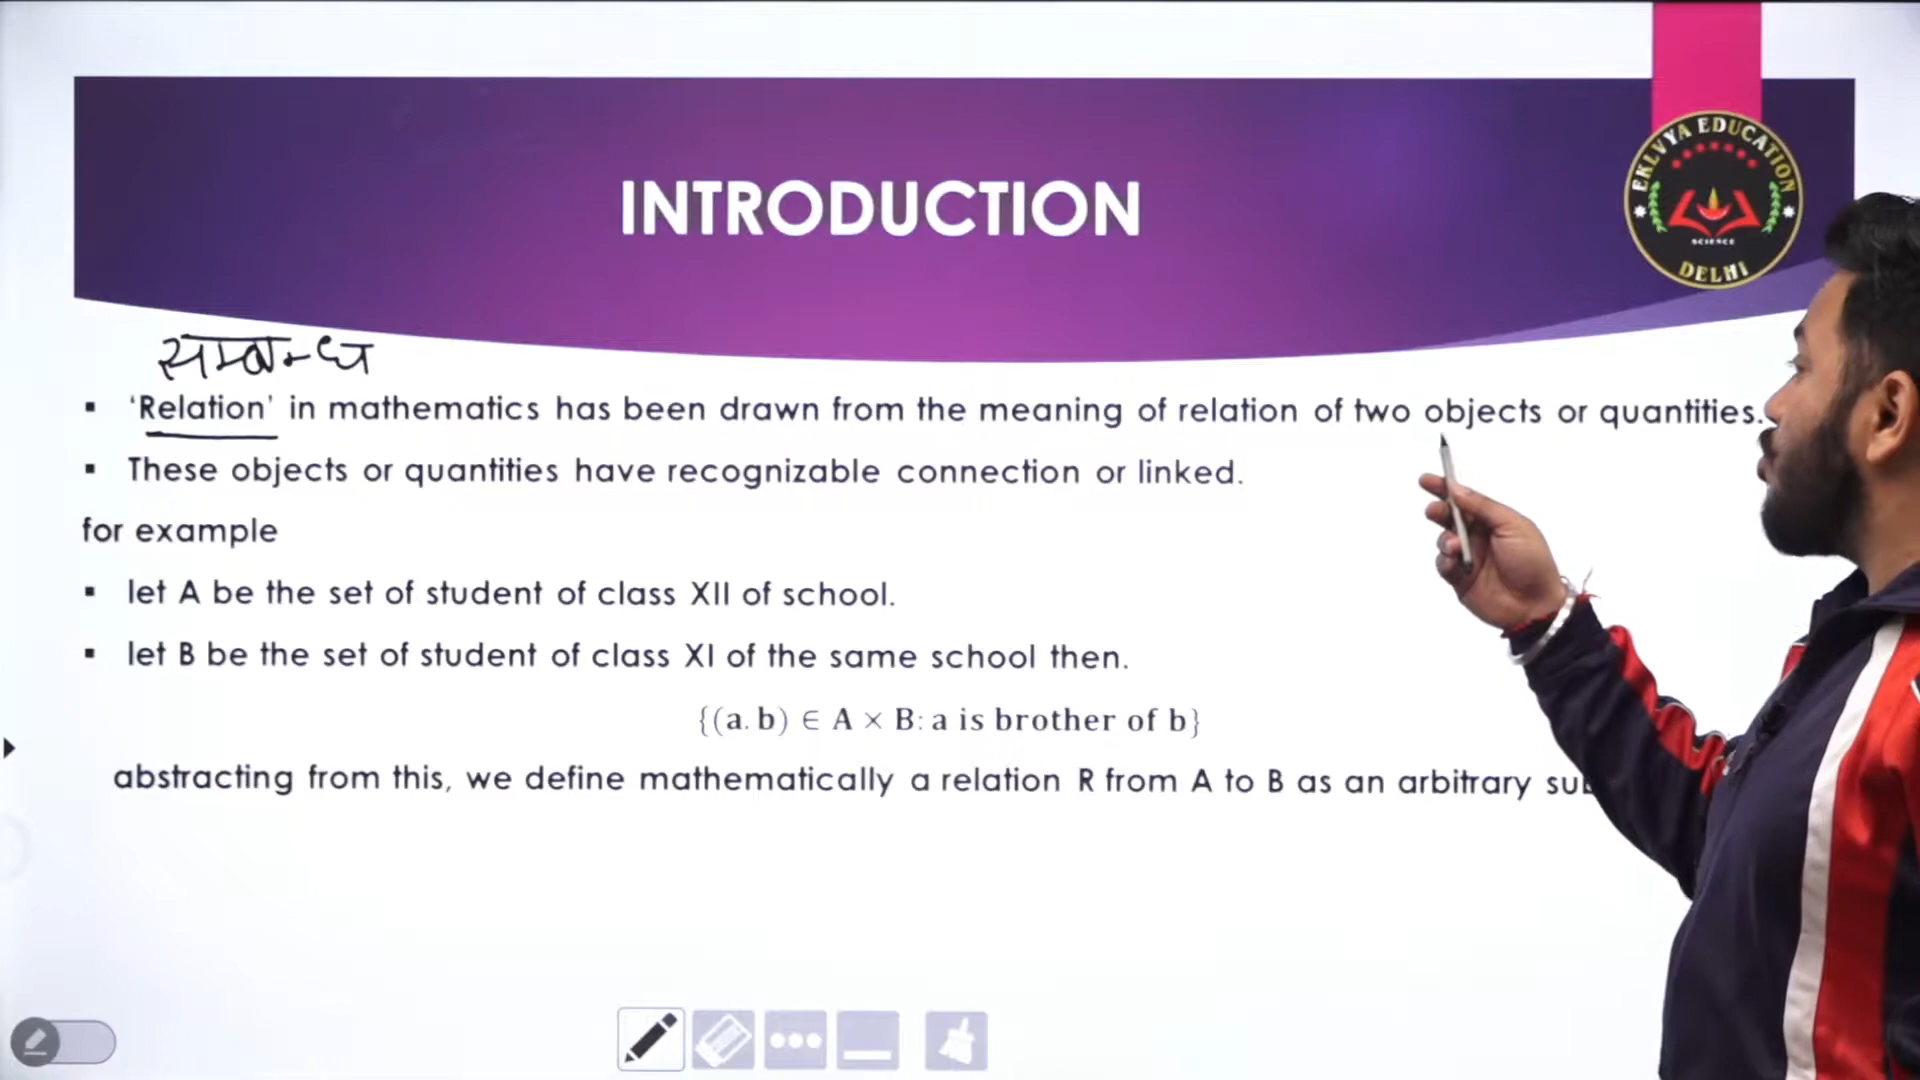 EKLVYA EDUCATION
SCIENCE
DELHI
INTRODUCTION
सम्बन्ध
▪ ‘Relation’ in mathematics has been drawn from the meaning of relation of two objects or quantities.
▪ These objects or quantities have recognizable connection or linked.
for example
▪ let A be the set of student of class XII of school.
▪ let B be the set of student of class XI of the same school then.
{(a. b) ∈ A × B: a is brother of b}
abstracting from this, we define mathematically a relation R from A to B as an arbitrary